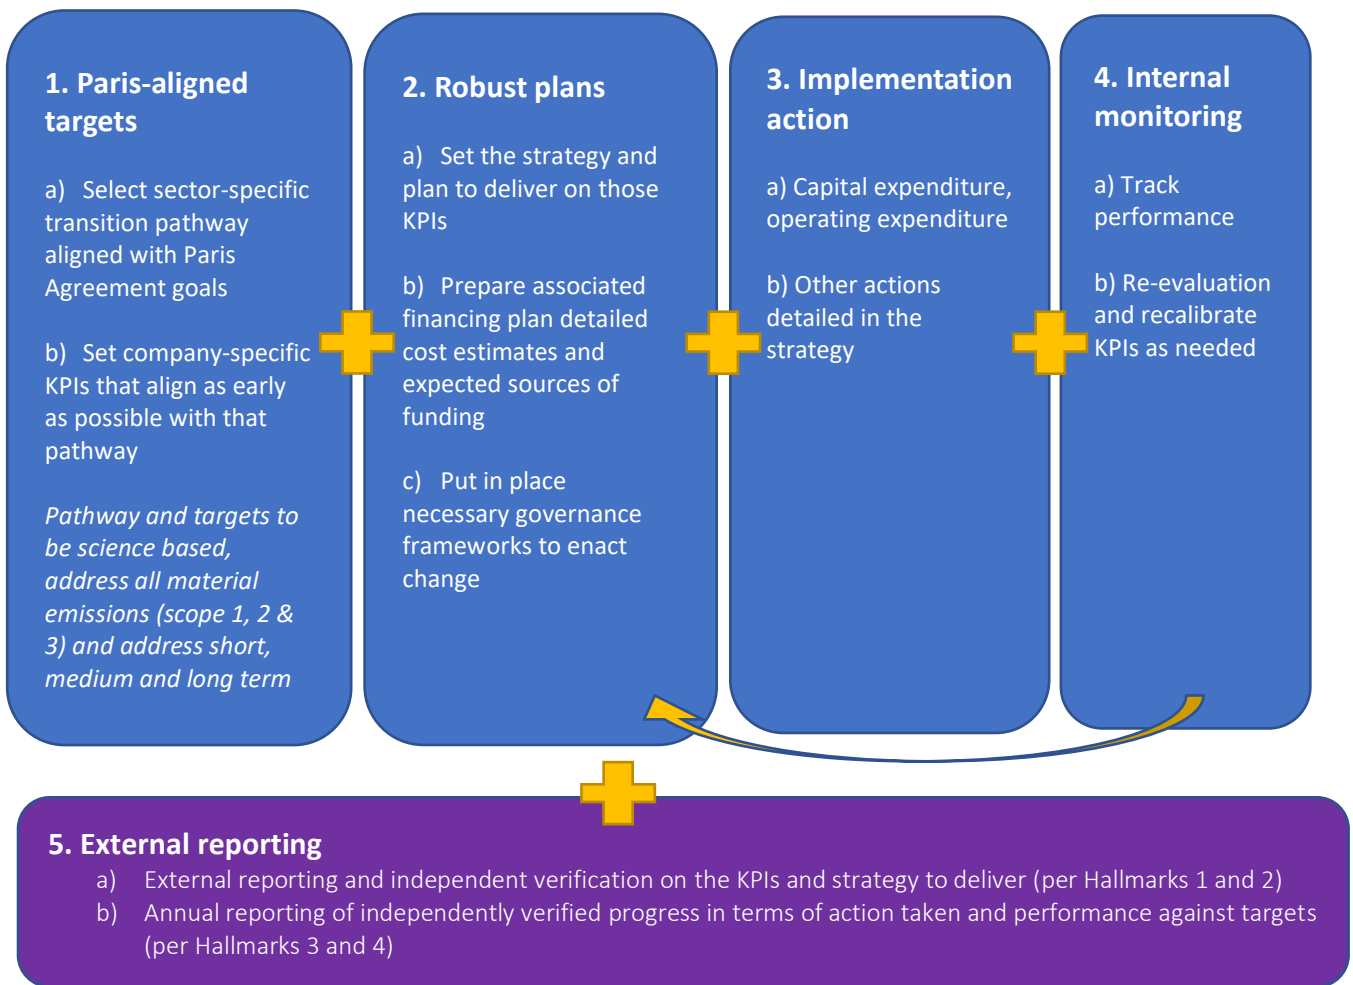 1. Paris-aligned
targets
a) Select sector-specific
transition pathway
aligned with Paris
Agreement goals
b) Set company-specific
KPIs that align as early
as possible with that
pathway
Pathway and targets to
be science based,
address all material
emissions (scope 1, 2 &
3) and address short,
medium and long term
2. Robust plans
a) Set the strategy and
plan to deliver on those
KPIs
b) Prepare associated
financing plan detailed
cost estimates and
expected sources of
funding
c) Put in place
necessary governance
frameworks to enact
change
3. Implementation
action
a) Capital expenditure,
operating expenditure
b) Other actions
detailed in the
strategy
4. Internal
monitoring
a) Track
performance
b) Re-evaluation
and recalibrate
KPIs as needed
5. External reporting
a) External reporting and independent verification on the KPIs and strategy to deliver (per Hallmarks 1 and 2)
b) Annual reporting of independently verified progress in terms of action taken and performance against targets
(per Hallmarks 3 and 4)